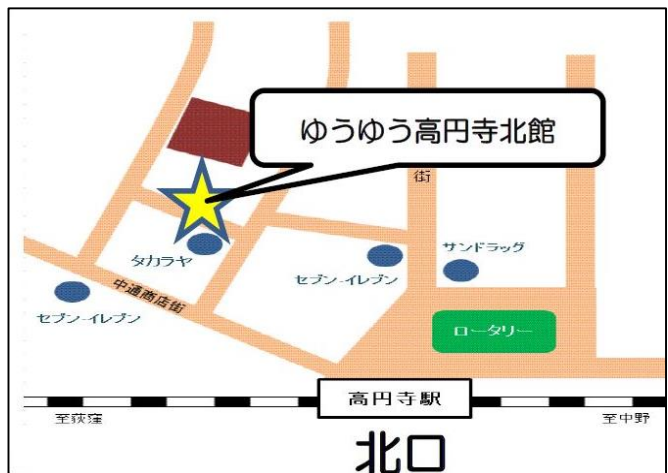 ゆうゆう高円寺北館
街
サンドラッグ
タカラヤ
セブン-イレブン
中通商店街
セブン-イレブン
ロータリー
高円寺駅
至荻窪
至中野
北口